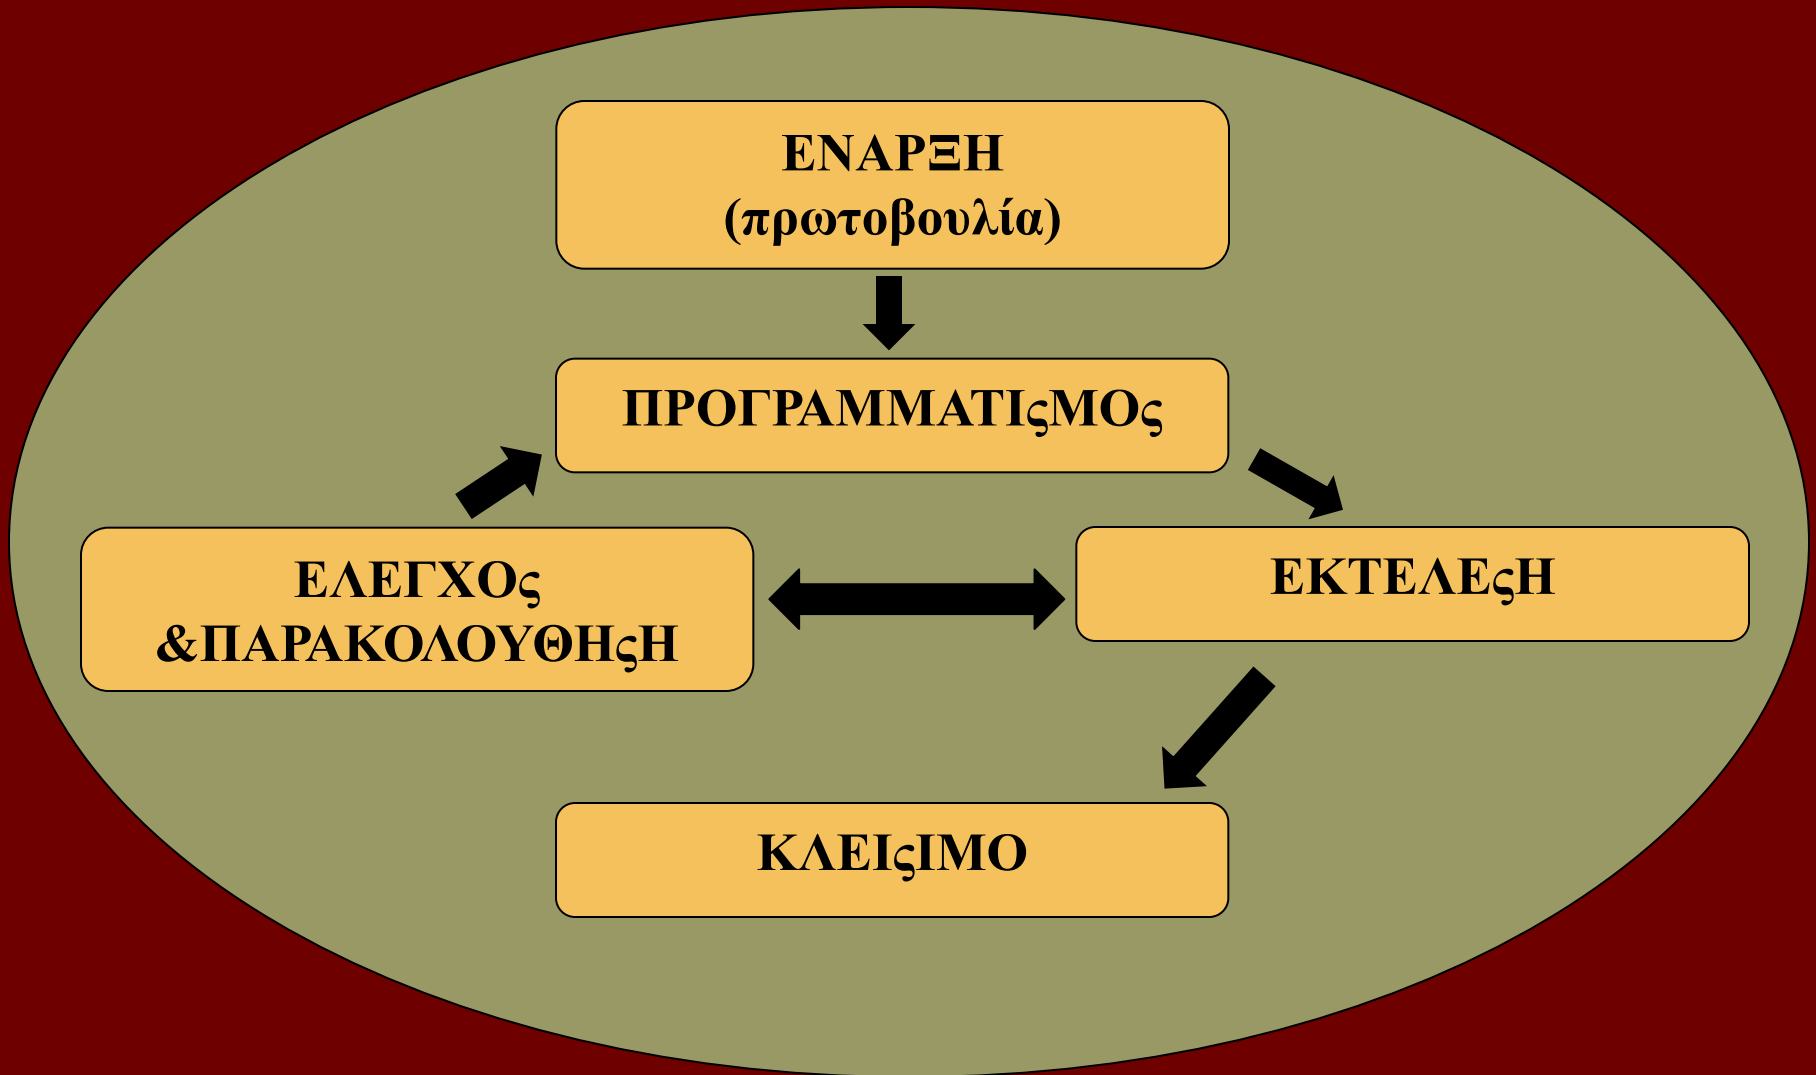 ΕΝΑΡΞΗ
(πρωτοβουλία)
ΠΡΟΓΡΑΜΜΑΤΙςΜΟς
ΕΛΕΓΧΟς
&ΠΑΡΑΚΟΛΟΥΘΗςΗ
ΕΚΤΕΛΕςΗ
ΚΛΕΙςΙΜΟ